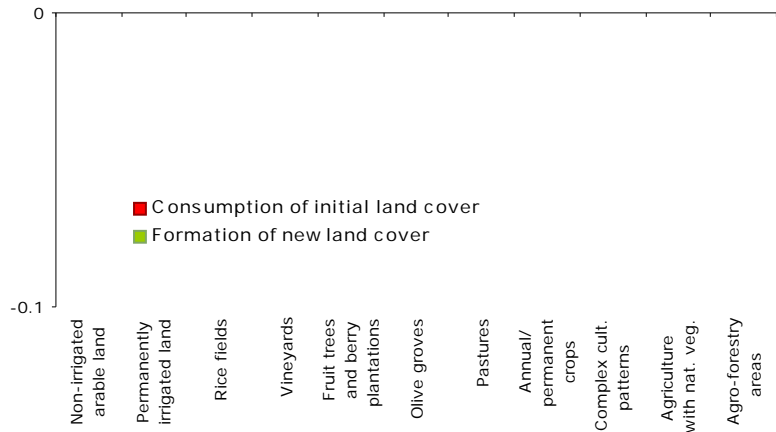 0
Consumption of initial land cover
Formation of new land cover
-0.1
Non-irrigated
arable land
Permanently
irrigated land
Rice fields
Vineyards
Fruit trees
and berry
plantations
Olive groves
Pastures
Annual/
permanent
crops
Complex cult.
patterns
Agriculture
with nat. veg.
Agro-forestry
areas